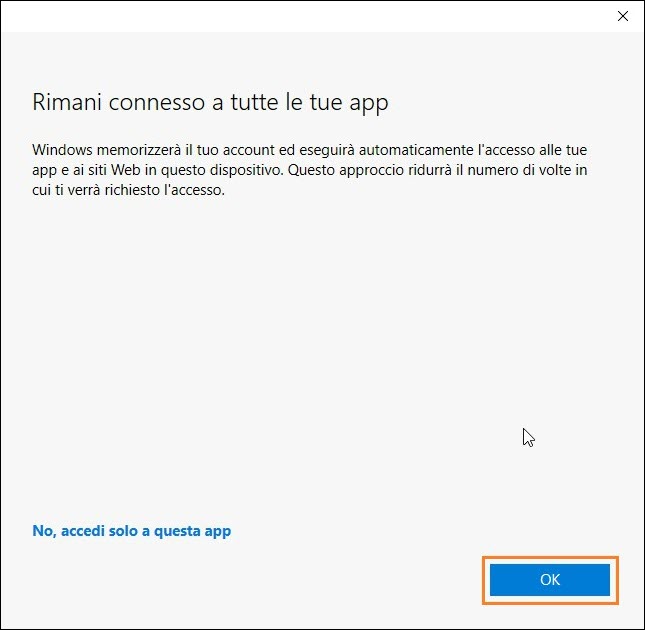 Rimani connesso a tutte le tue app
Windows memorizzerà il tuo account ed eseguirà automaticamente l'accesso alle tue
app e ai siti Web in questo dispositivo. Questo approccio ridurrà il numero di volte in
cui ti verrà richiesto l'accesso.
No, accedi solo a questa app
OK